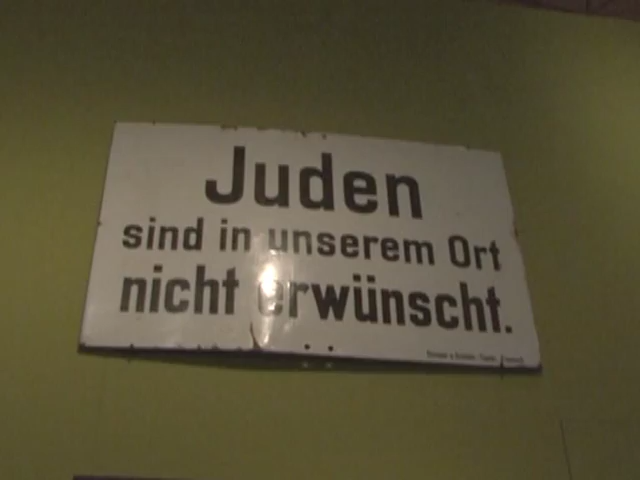 Juden
sind in unserem Ort
nicht erwünscht.